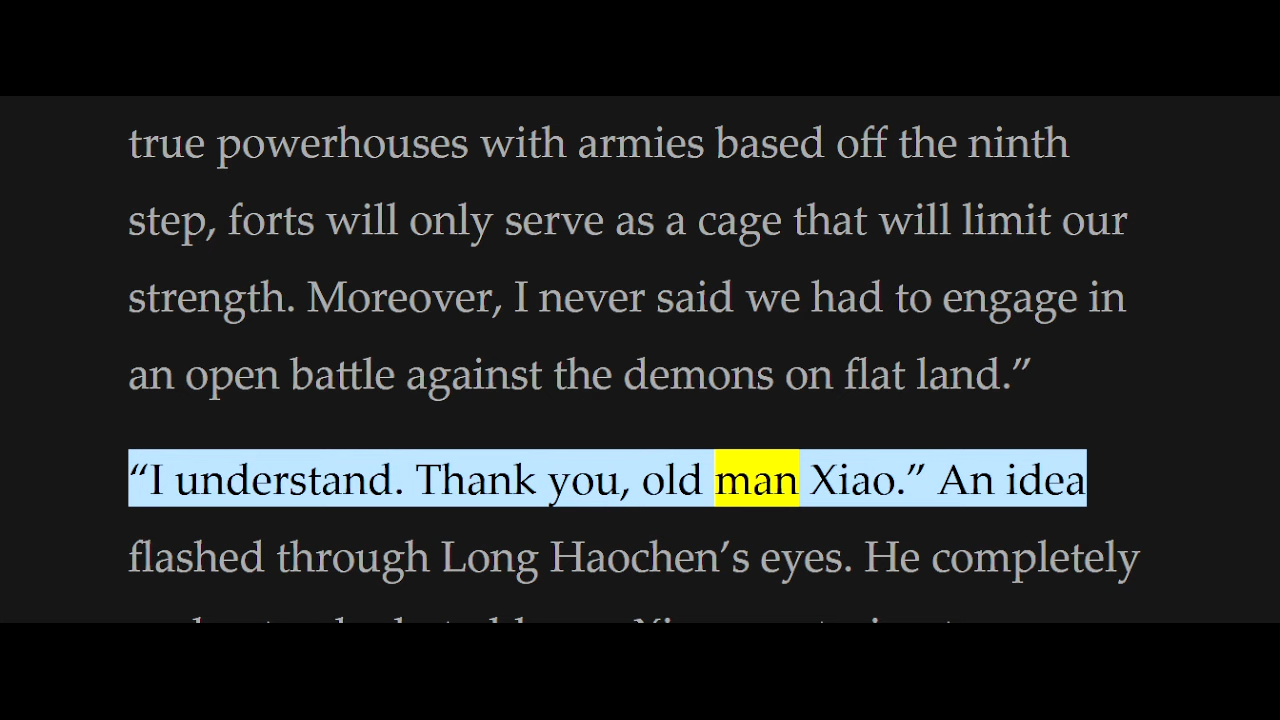 true powerhouses with armies based off the ninth
step, forts will only serve as a cage that will limit our
strength. Moreover, I never said we had to engage in
an open battle against the demons on flat land.”
“I understand. Thank you, old man Xiao.” An idea
flashed through Long Haochen’s eyes. He completely